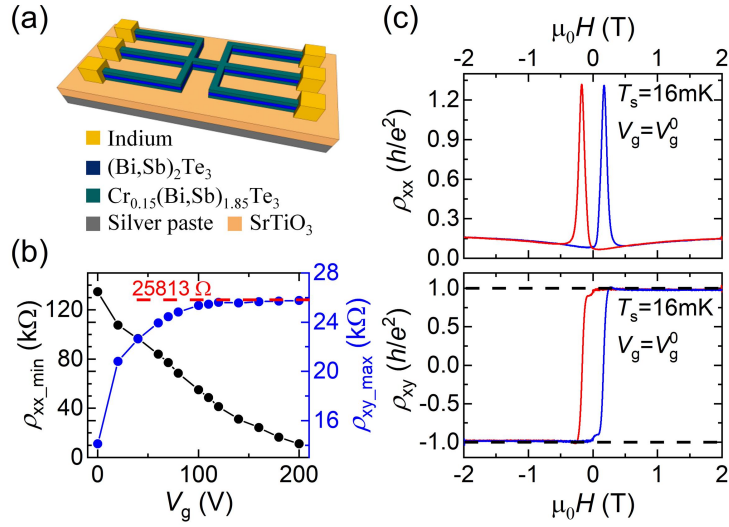 (a)
Indium
(Bi,Sb)₂Te₃
Cr₀.₁₅(Bi,Sb)₁.₈₅Te₃
Silver paste SrTiO₃
(b)
25813 Ω
ρxx_min (kΩ)
120
80
40
0
ρxy_max (kΩ)
28
26
24
22
20
18
16
14
0 50 100 150 200
Vg (V)
(c)
μ₀H (T)
-2 -1 0 1 2
Tₛ=16mK
Vg=Vg⁰
ρxx (h/e²)
1.2
0.9
0.6
0.3
0.0
Tₛ=16mK
Vg=Vg⁰
ρxy (h/e²)
1.0
0.5
0.0
-0.5
-1.0
-2 -1 0 1 2
μ₀H (T)